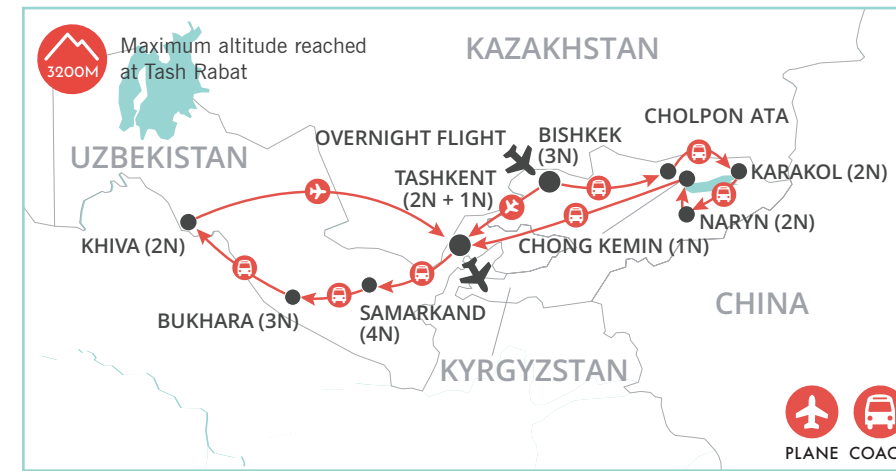 Maximum altitude reached
at Tash Rabat
3200M
KAZAKHSTAN
CHOLPON ATA
OVERNIGHT FLIGHT
BISHKEK
(3N)
UZBEKISTAN
TASHKENT
(2N + 1N)
KARAKOL (2N)
NARYN (2N)
KHIVA (2N)
CHONG KEMIN (1N)
BUKHARA (3N)
SAMARKAND
(4N)
CHINA
KYRGYZSTAN
PLANE COAC